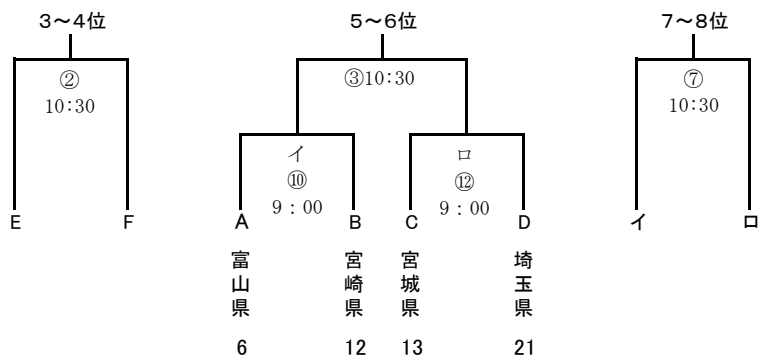 3～4位 5～6位 7～8位
② ③10:30 ⑦
10:30 10:30
イ ロ
⑩ ⑫
9：00 9：00
E F A B C D イ ロ
富山県 宮崎県 宮城県 埼玉県
6 12 13 21